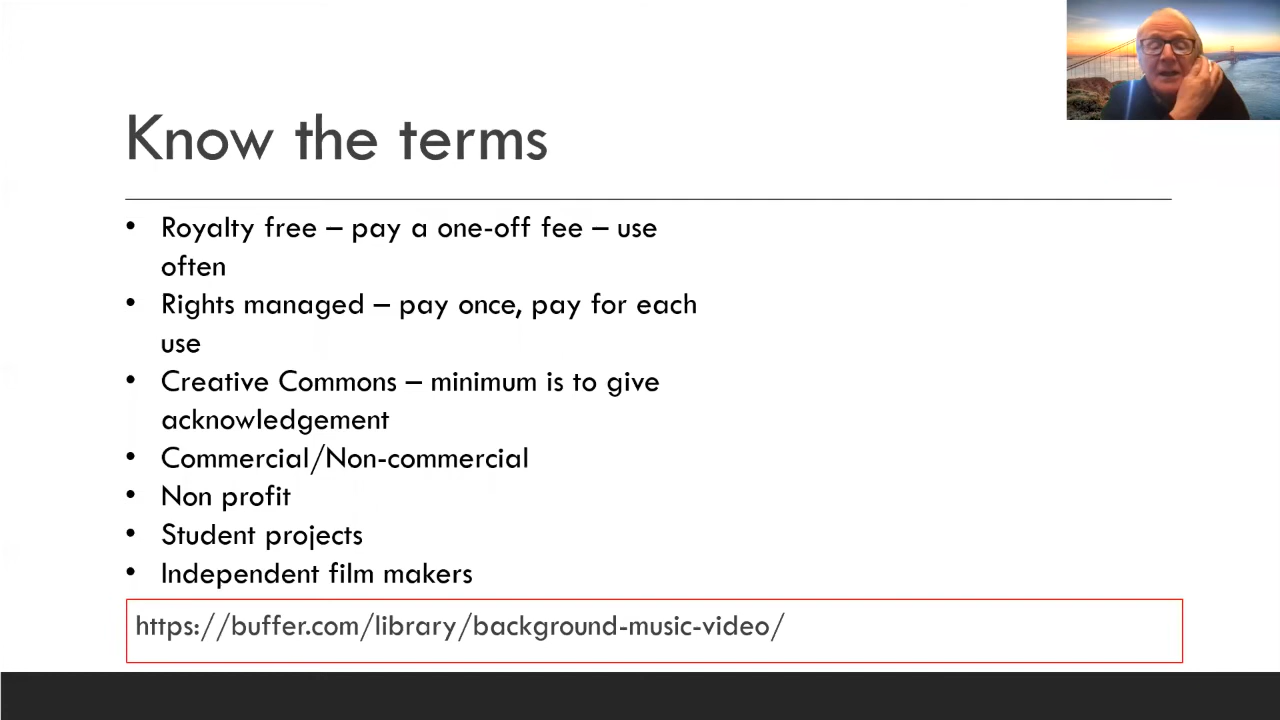 Know the terms
• Royalty free – pay a one-off fee – use
often
• Rights managed – pay once, pay for each
use
• Creative Commons – minimum is to give
acknowledgement
• Commercial/Non-commercial
• Non profit
• Student projects
• Independent film makers
https://buffer.com/library/background-music-video/